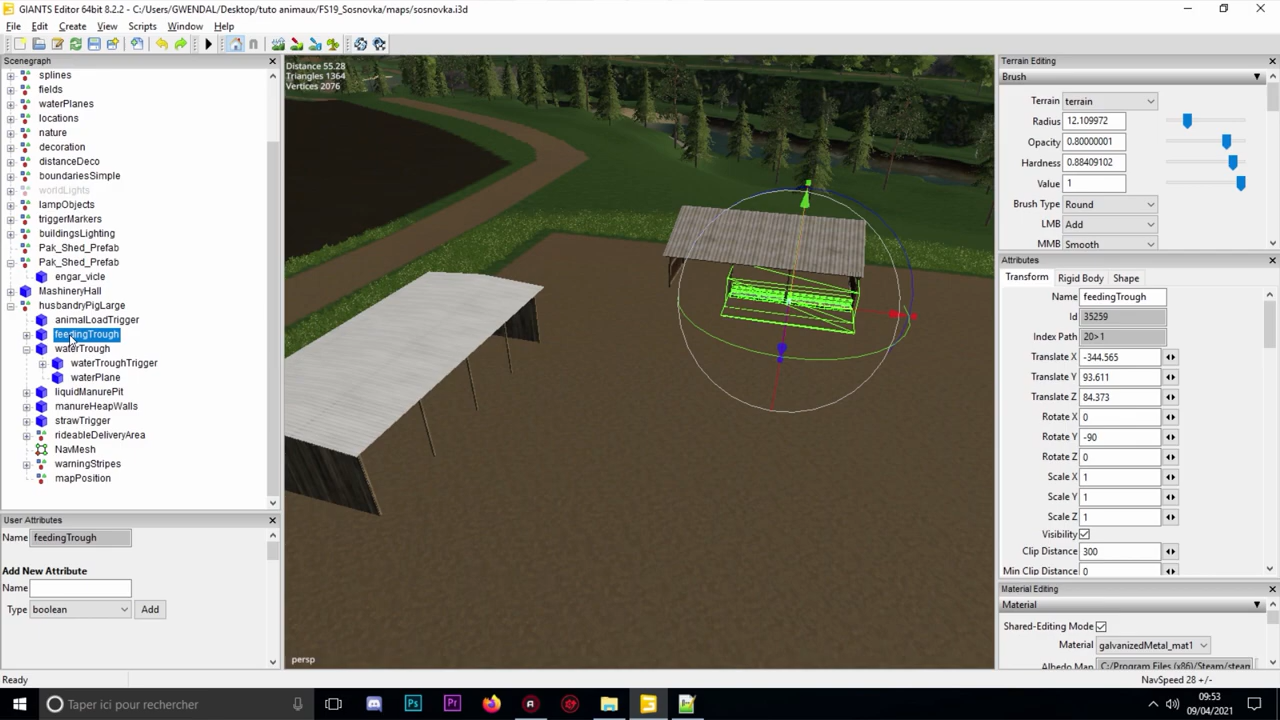 GIANTS Editor 64bit 8.2.2 - C:/Users/GWENDAL/Desktop/tuto animaux/FS19_Sosnovka/maps/sosnovka.i3d
File Edit Create View Scripts Window Help
Scenegraph
splines
fields
waterPlanes
locations
nature
decoration
distanceDeco
boundariesSimple
worldLights
lampObjects
triggerMarkers
buildingsLighting
Pak_Shed_Prefab
Pak_Shed_Prefab
engar_vicle
MashineryHall
husbandryPigLarge
animalLoadTrigger
feedingTrough
waterTrough
waterTroughTrigger
waterPlane
liquidManurePit
manureHeapWalls
strawTrigger
rideableDeliveryArea
NavMesh
warningStripes
mapPosition
User Attributes
Name feedingTrough
Add New Attribute
Name
Type boolean Add
Distance 55.28
Triangles 1364
Vertices 2076
persp
Terrain Editing
Brush
Terrain terrain
Radius 12.109972
Opacity 0.80000001
Hardness 0.88409102
Value 1
Brush Type Round
LMB Add
MMB Smooth
Attributes
Transform Rigid Body Shape
Name feedingTrough
Id 35259
Index Path 20>1
Translate X -344.565
Translate Y 93.611
Translate Z 84.373
Rotate X 0
Rotate Y -90
Rotate Z 0
Scale X 1
Scale Y 1
Scale Z 1
Visibility
Clip Distance 300
Min Clip Distance 0
Material Editing
Material
Shared-Editing Mode
Material galvanizedMetal_mat1
Albedo Map C:/Program Files (x86)/Steam/steam
Ready
NavSpeed 28 +/-
Taper ici pour rechercher
09:53
09/04/2021